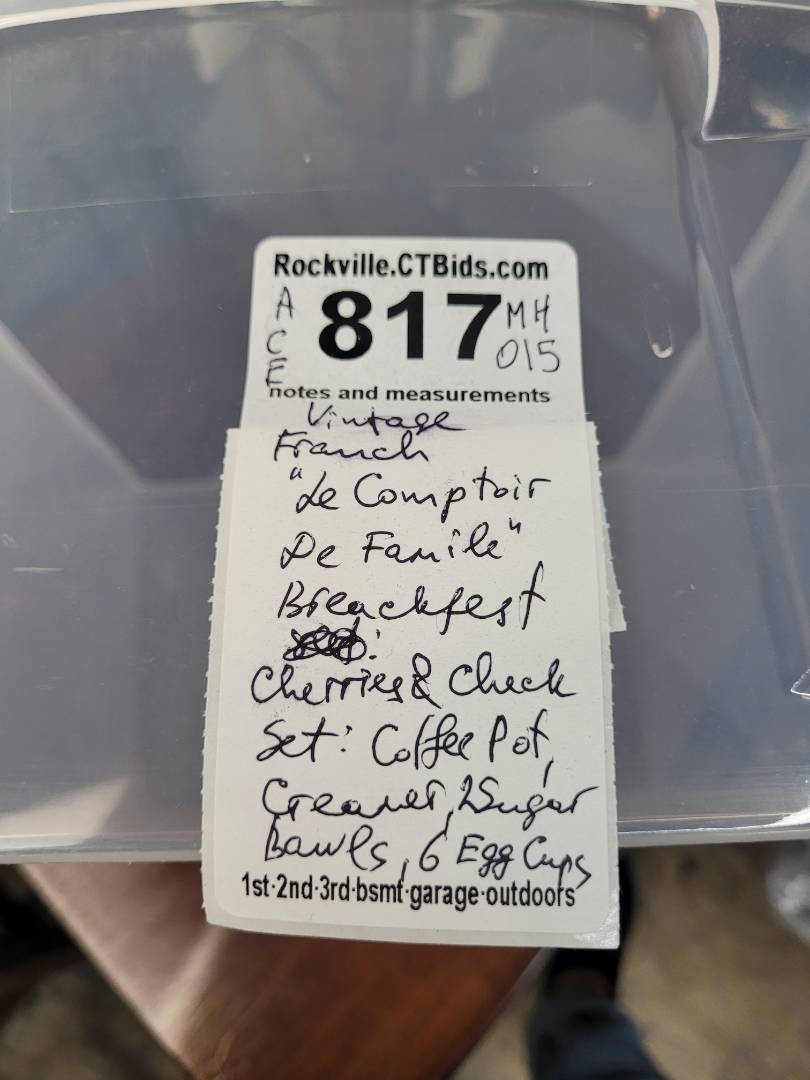 Rockville.CTBids.com
A C E 817 MH 015
notes and measurements
Vintage
Franch
"Le Comptoir
De Famile"
Breackfest
Cherries & Check
Set: Coffee Pot,
Creamer, 2 Sugar
Bawls, 6 Egg Cups
1st·2nd·3rd·bsmt·garage·outdoors